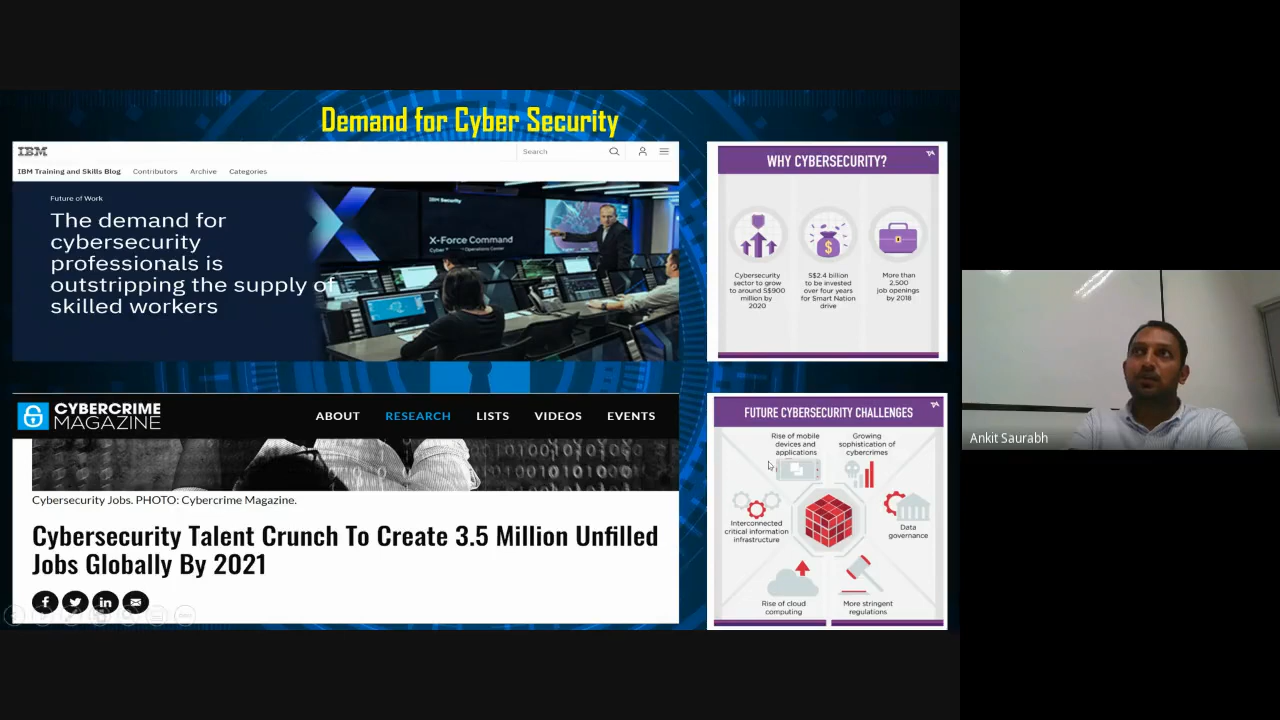 Demand for Cyber Security
IBM
Search
IBM Training and Skills Blog Contributors Archive Categories
Future of Work
The demand for
cybersecurity
professionals is
outstripping the supply of
skilled workers
IBM Security
X-Force Command
WHY CYBERSECURITY?
Cybersecurity
sector to grow
to around S$900
million by
2020
S$2.4 billion
to be invested
over four years
for Smart Nation
drive
More than
2,500
job openings
by 2018
CYBERCRIME
MAGAZINE
ABOUT RESEARCH LISTS VIDEOS EVENTS
Cybersecurity Jobs. PHOTO: Cybercrime Magazine.
Cybersecurity Talent Crunch To Create 3.5 Million Unfilled
Jobs Globally By 2021
FUTURE CYBERSECURITY CHALLENGES
Rise of mobile
devices and
applications
Growing
sophistication of
cybercrimes
Interconnected
critical information
infrastructure
Data
governance
Rise of cloud
computing
More stringent
regulations
Ankit Saurabh